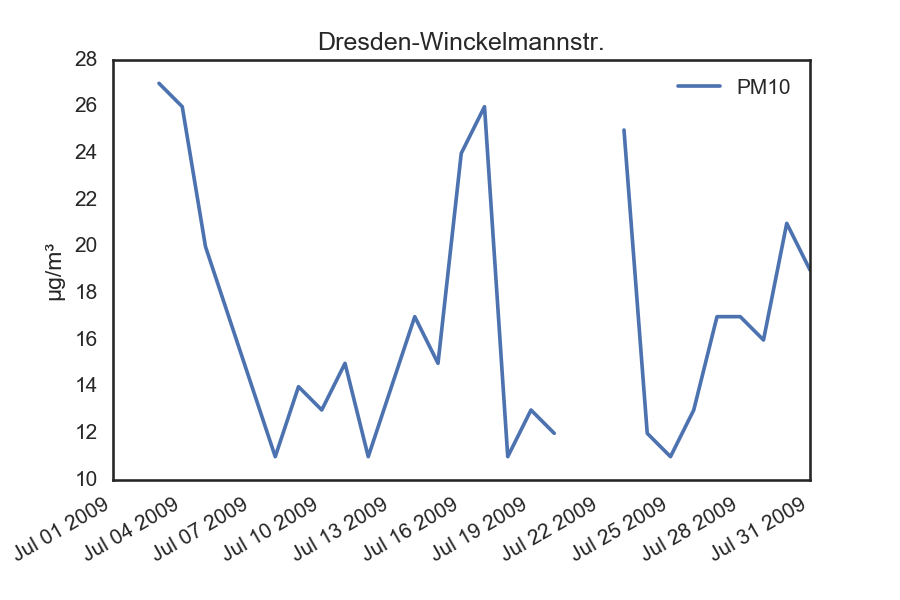 Dresden-Winckelmannstr.
28
26
24
22
20
18
16
14
12
10
µg/m³
PM10
Jul 01 2009
Jul 04 2009
Jul 07 2009
Jul 10 2009
Jul 13 2009
Jul 16 2009
Jul 19 2009
Jul 22 2009
Jul 25 2009
Jul 28 2009
Jul 31 2009